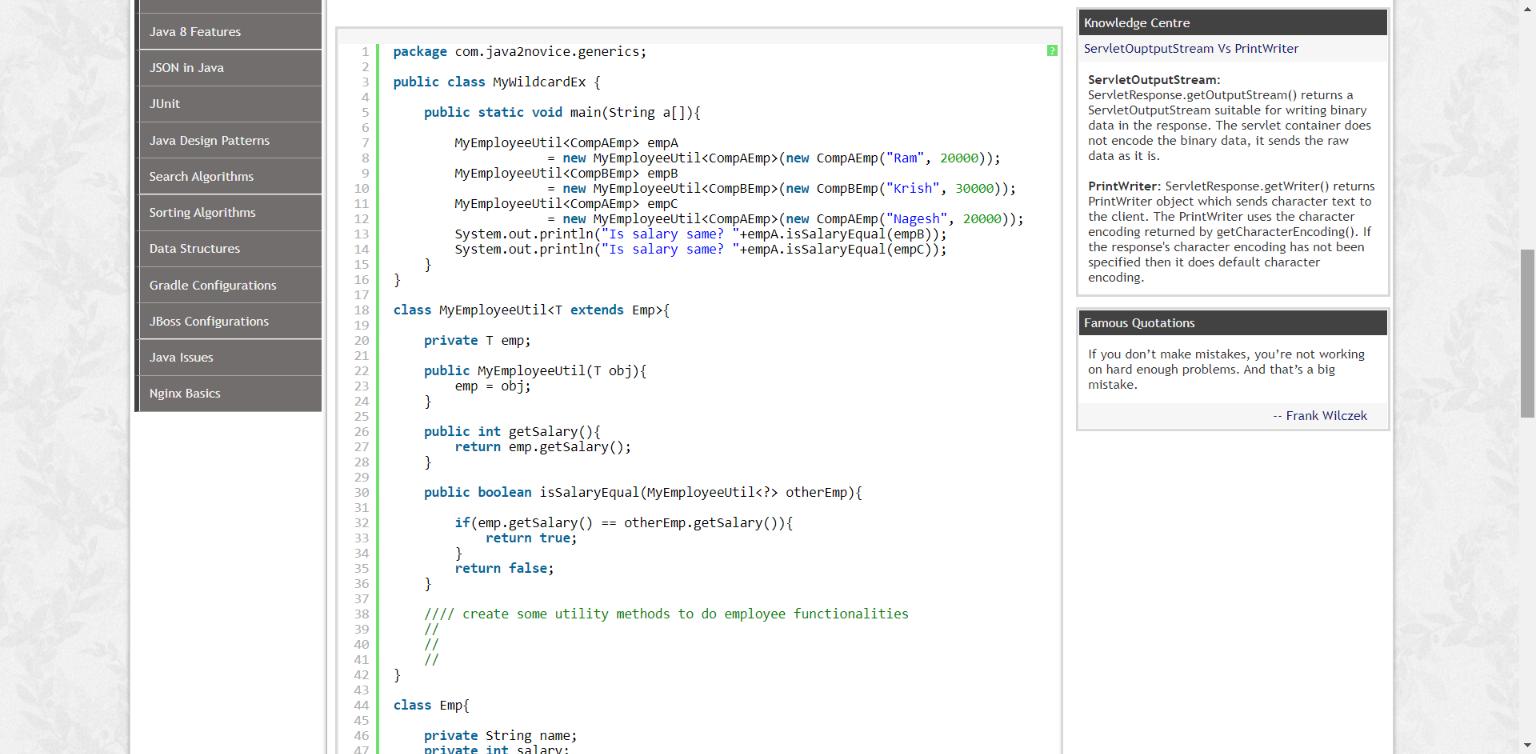 Java 8 Features
JSON in Java
JUnit
Java Design Patterns
Search Algorithms
Sorting Algorithms
Data Structures
Gradle Configurations
JBoss Configurations
Java Issues
Nginx Basics
?
1 package com.java2novice.generics;
2
3 public class MyWildcardEx {
4
5     public static void main(String a[]){
6
7         MyEmployeeUtil<CompAEmp> empA
8                     = new MyEmployeeUtil<CompAEmp>(new CompAEmp("Ram", 20000));
9         MyEmployeeUtil<CompBEmp> empB
10                     = new MyEmployeeUtil<CompBEmp>(new CompBEmp("Krish", 30000));
11         MyEmployeeUtil<CompAEmp> empC
12                     = new MyEmployeeUtil<CompAEmp>(new CompAEmp("Nagesh", 20000));
13         System.out.println("Is salary same? "+empA.isSalaryEqual(empB));
14         System.out.println("Is salary same? "+empA.isSalaryEqual(empC));
15     }
16 }
17
18 class MyEmployeeUtil<T extends Emp>{
19
20     private T emp;
21
22     public MyEmployeeUtil(T obj){
23         emp = obj;
24     }
25
26     public int getSalary(){
27         return emp.getSalary();
28     }
29
30     public boolean isSalaryEqual(MyEmployeeUtil<?> otherEmp){
31
32         if(emp.getSalary() == otherEmp.getSalary()){
33             return true;
34         }
35         return false;
36     }
37
38     //// create some utility methods to do employee functionalities
39     //
40     //
41     //
42 }
43
44 class Emp{
45
46     private String name;
47     private int salary;
Knowledge Centre
ServletOuptputStream Vs PrintWriter
ServletOutputStream:
ServletResponse.getOutputStream() returns a
ServletOutputStream suitable for writing binary
data in the response. The servlet container does
not encode the binary data, it sends the raw
data as it is.
PrintWriter: ServletResponse.getWriter() returns
PrintWriter object which sends character text to
the client. The PrintWriter uses the character
encoding returned by getCharacterEncoding(). If
the response's character encoding has not been
specified then it does default character
encoding.
Famous Quotations
If you don’t make mistakes, you’re not working
on hard enough problems. And that’s a big
mistake.
-- Frank Wilczek